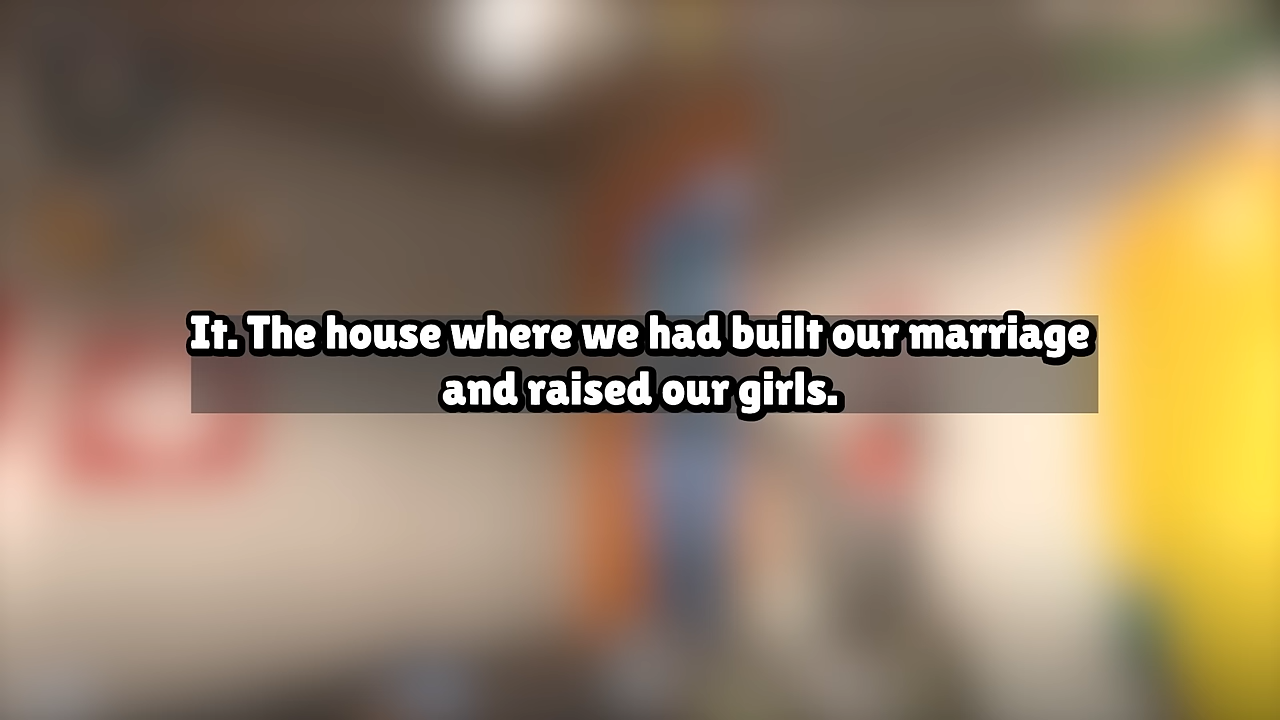 It. The house where we had built our marriage
and raised our girls.